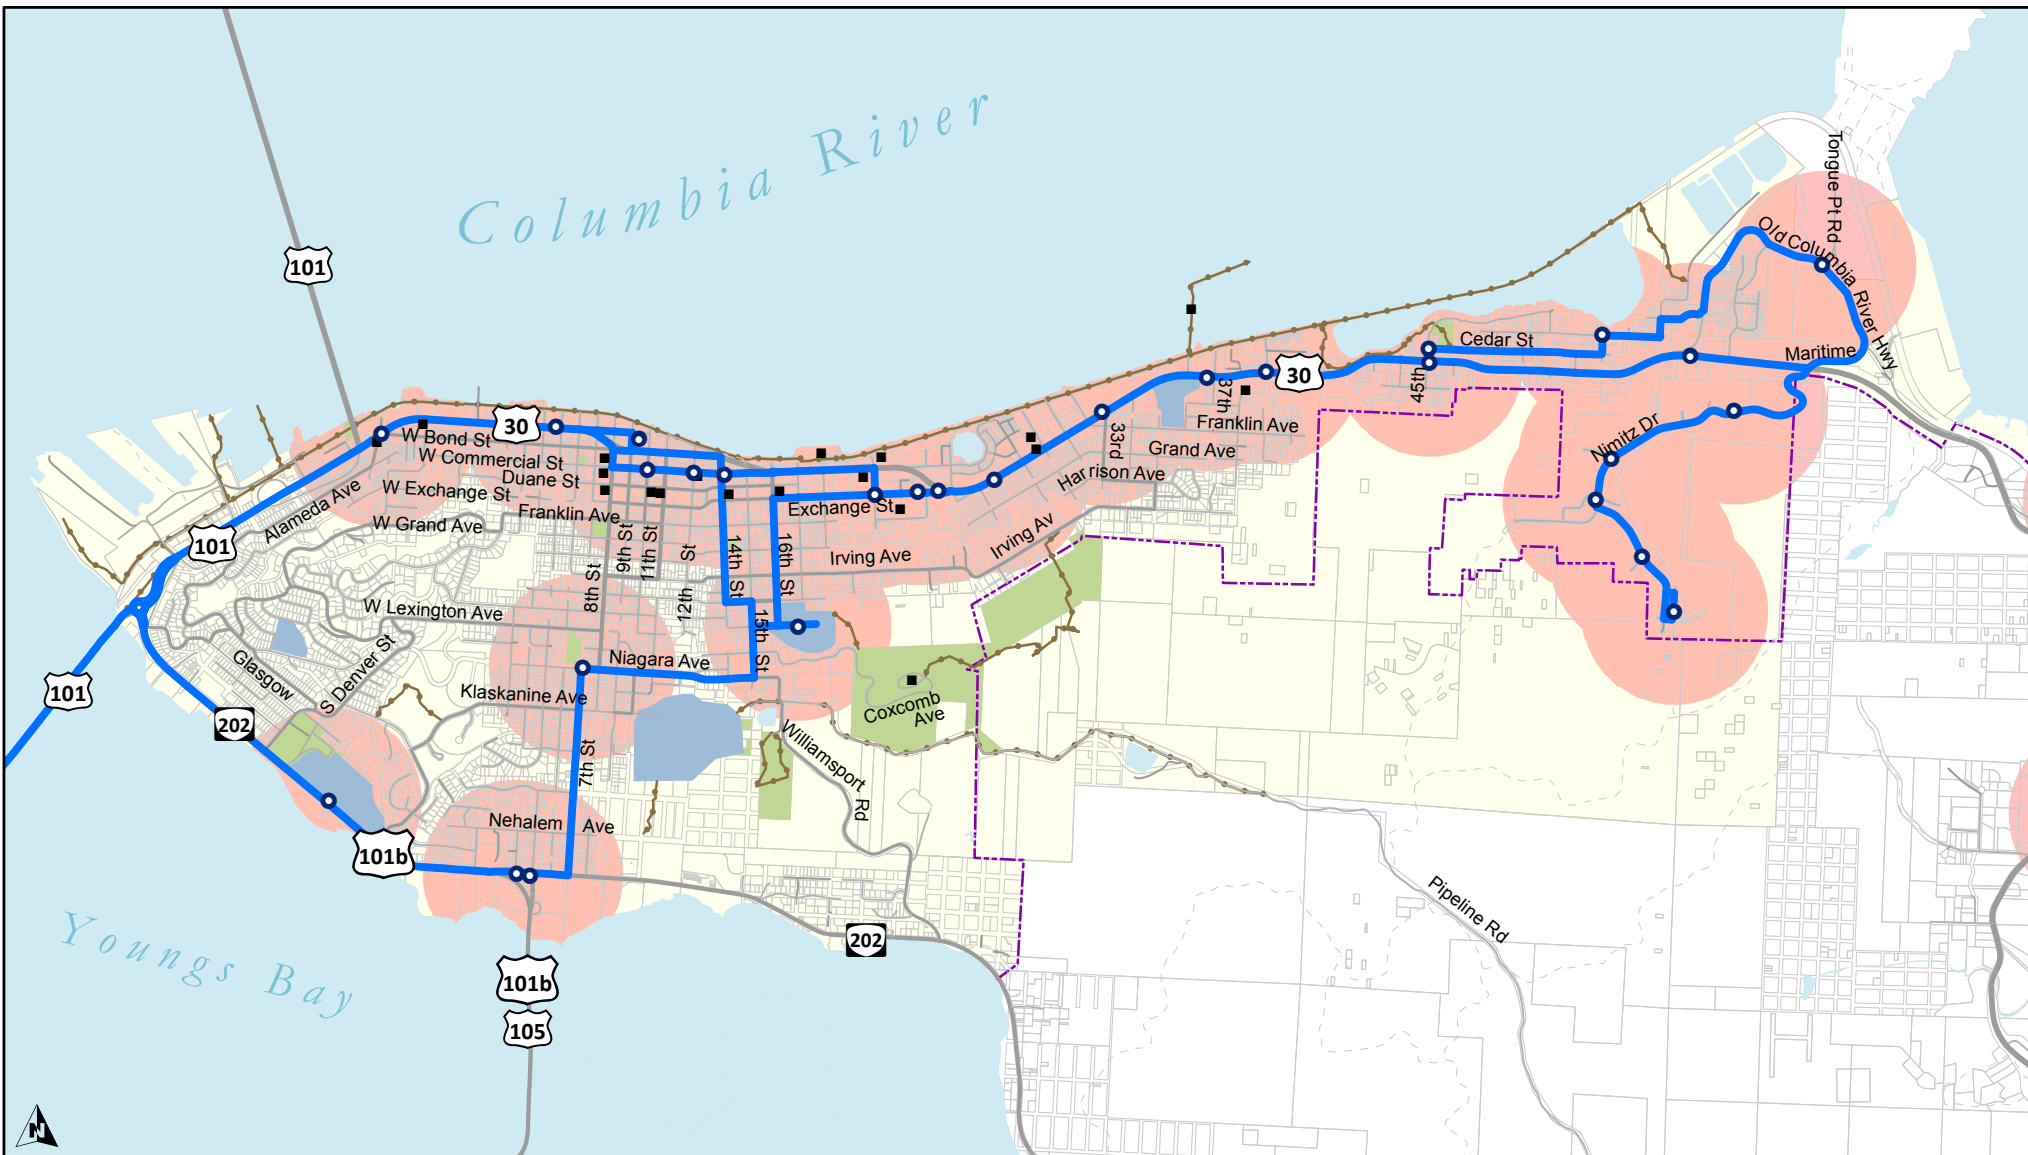 Columbia River
Tongue Pt Rd
Old Columbia River Hwy
101
Cedar St
Maritime
30
45th
37th
Franklin Ave
Grand Ave
33rd
Harrison Ave
Nimitz Dr
30
W Bond St
W Commercial St
Duane St
W Exchange St
Franklin Ave
Exchange St
Alameda Ave
W Grand Ave
101
9th St
11th St
12th St
14th St
16th St
Irving Ave
Irving Av
8th St
W Lexington Ave
15th St
Niagara Ave
Glasgow
S Denver St
Klaskanine Ave
101
202
Coxcomb
Ave
Williamsport Rd
7th St
Nehalem Ave
101b
Pipeline Rd
202
Youngs Bay
101b
105
N